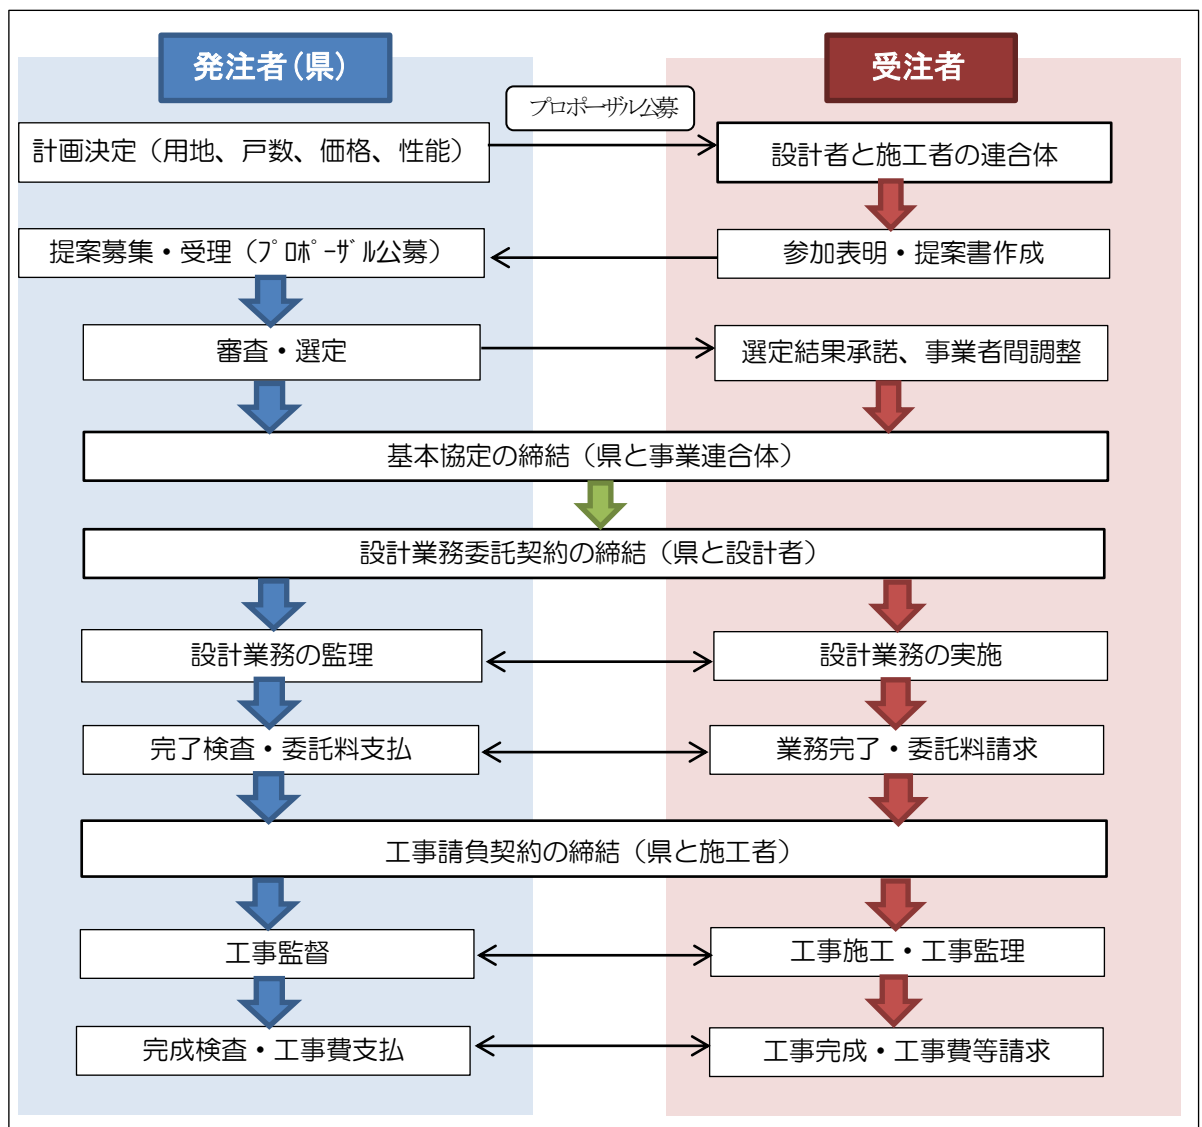 発注者(県)
受注者
プロポーザル公募
計画決定（用地、戸数、価格、性能）
設計者と施工者の連合体
提案募集・受理（ﾌﾟﾛﾎﾟｰｻﾞﾙ公募）
参加表明・提案書作成
審査・選定
選定結果承諾、事業者間調整
基本協定の締結（県と事業連合体）
設計業務委託契約の締結（県と設計者）
設計業務の監理
設計業務の実施
完了検査・委託料支払
業務完了・委託料請求
工事請負契約の締結（県と施工者）
工事監督
工事施工・工事監理
完成検査・工事費支払
工事完成・工事費等請求